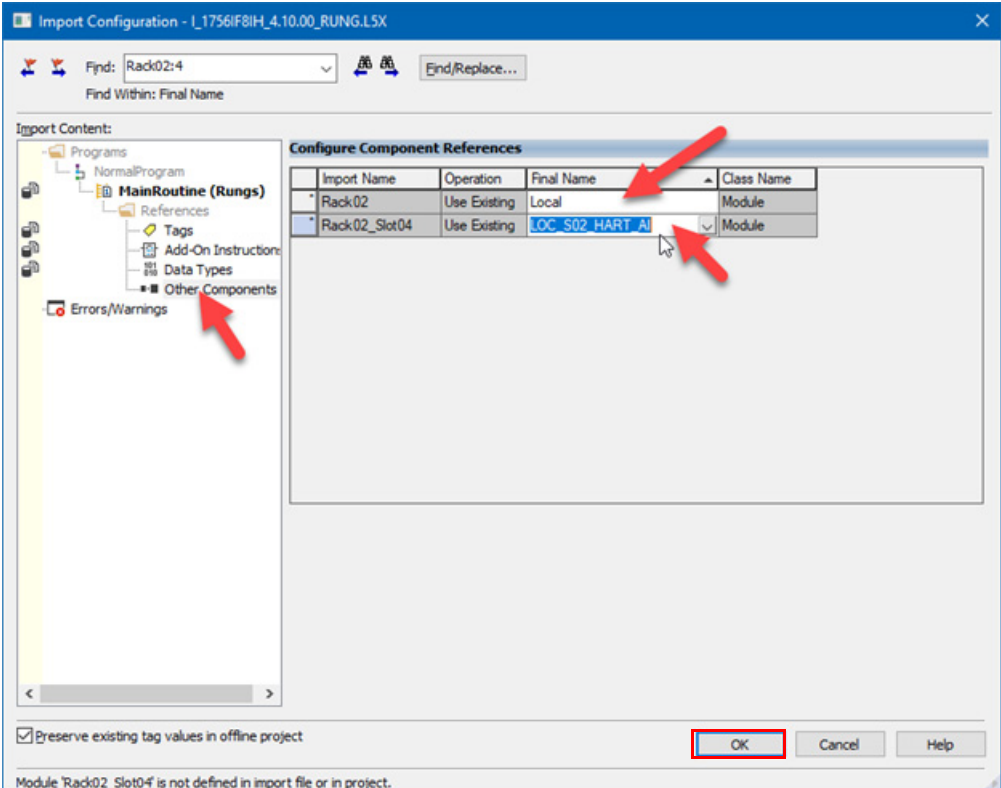 Import Configuration - I_1756IF8IH_4.10.00_RUNG.L5X
Find: Rack02:4
Find/Replace...
Find Within: Final Name
Import Content:
Programs
NormalProgram
MainRoutine (Rungs)
References
Tags
Add-On Instruction
Data Types
Other Components
Errors/Warnings
Configure Component References
Import Name Operation Final Name Class Name
Rack02 Use Existing Local Module
Rack02_Slot04 Use Existing LOC_S02_HART_AI Module
Preserve existing tag values in offline project
OK Cancel Help
Module 'Rack02_Slot04' is not defined in import file or in project.